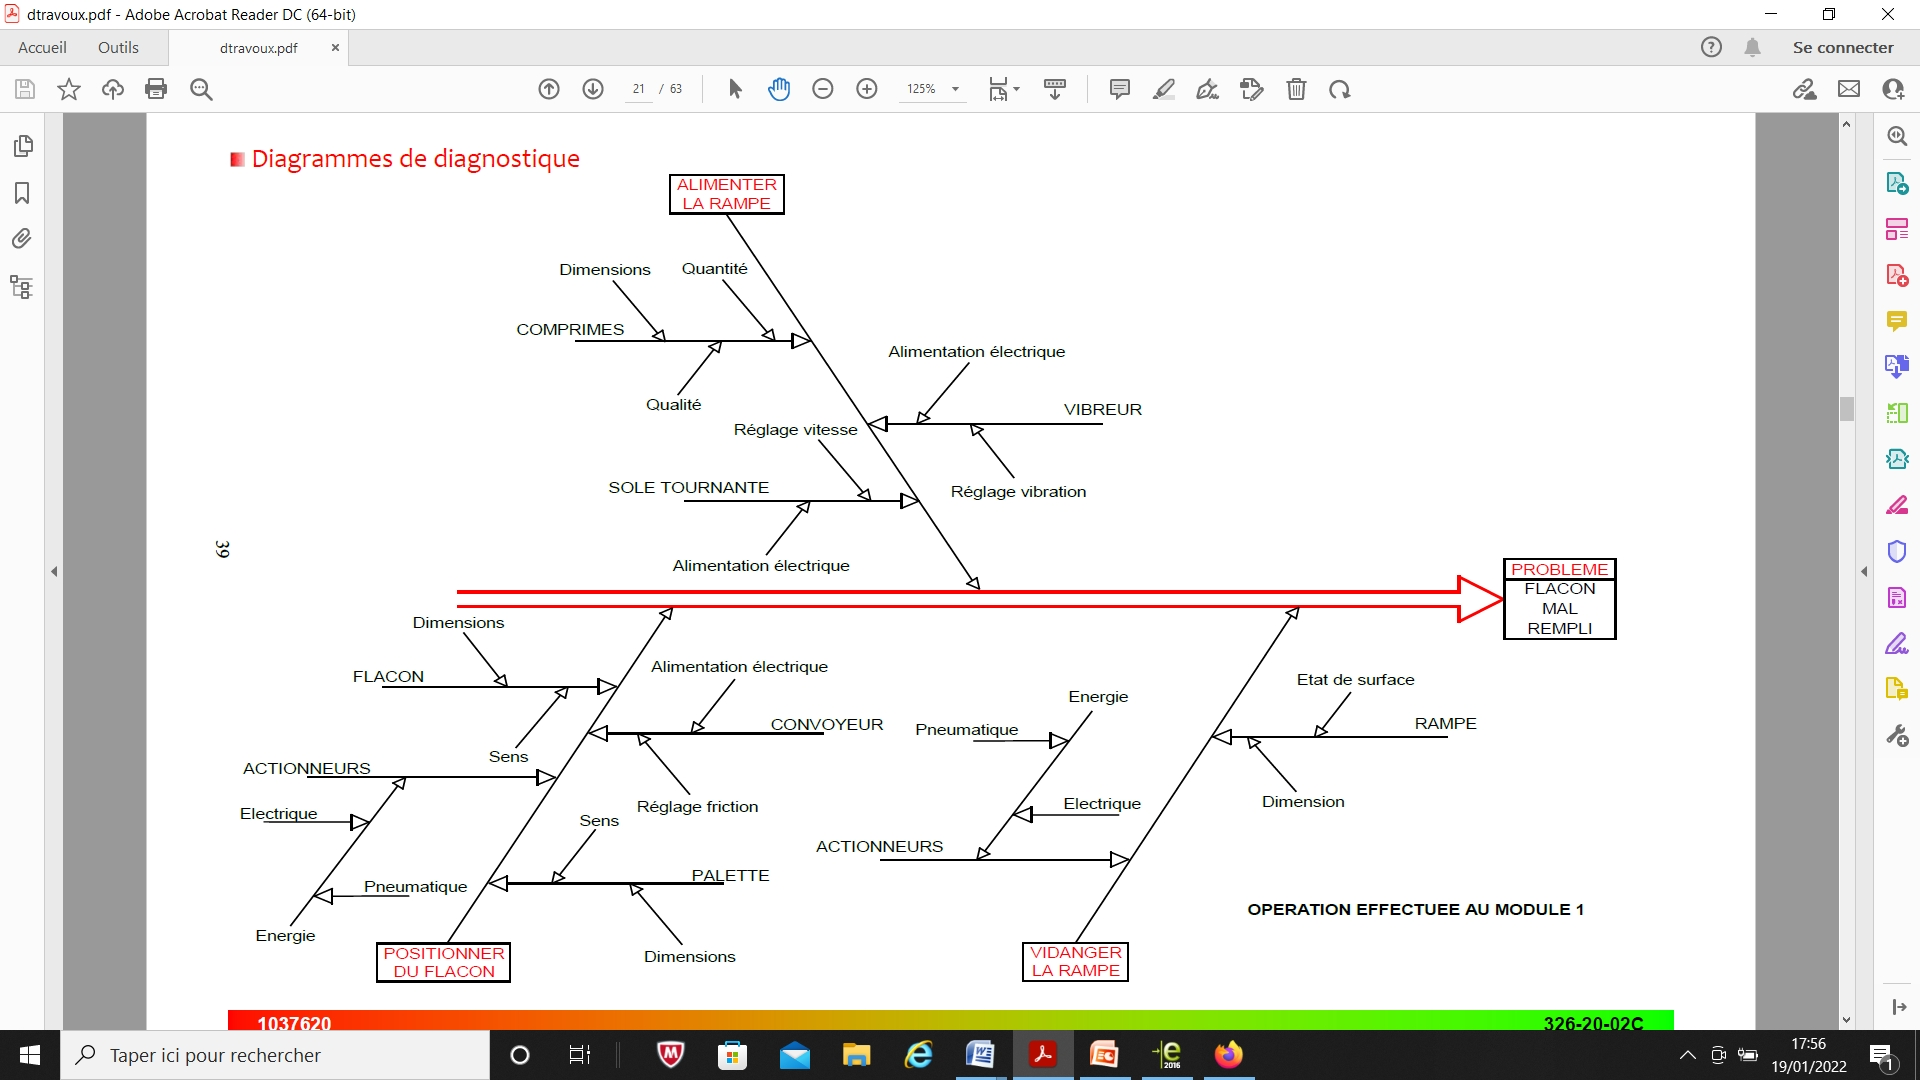 dtravoux.pdf - Adobe Acrobat Reader DC (64-bit)
Accueil
Outils
dtravoux.pdf
Se connecter
21 / 63
125%
Diagrammes de diagnostique
ALIMENTER
LA RAMPE
Dimensions
Quantité
COMPRIMES
Alimentation électrique
Qualité
VIBREUR
Réglage vitesse
SOLE TOURNANTE
Réglage vibration
39
Alimentation électrique
PROBLEME
FLACON
MAL
REMPLI
Dimensions
FLACON
Alimentation électrique
Etat de surface
Energie
CONVOYEUR
Pneumatique
RAMPE
Sens
ACTIONNEURS
Electrique
Réglage friction
Electrique
Dimension
Sens
ACTIONNEURS
PALETTE
Pneumatique
OPERATION EFFECTUEE AU MODULE 1
Energie
POSITIONNER
DU FLACON
Dimensions
VIDANGER
LA RAMPE
1037620
326-20-02C
Taper ici pour rechercher
2016
17:56
19/01/2022
1